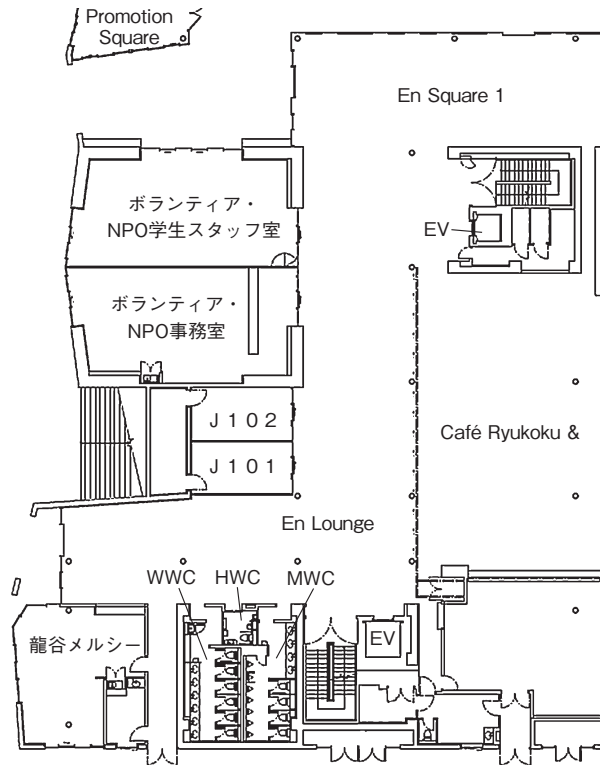 Promotion
Square
En Square 1
ボランティア・
NPO学生スタッフ室
EV
ボランティア・
NPO事務室
J１０２
Café Ryukoku &
J１０１
En Lounge
WWC
HWC
MWC
龍谷メルシー
EV